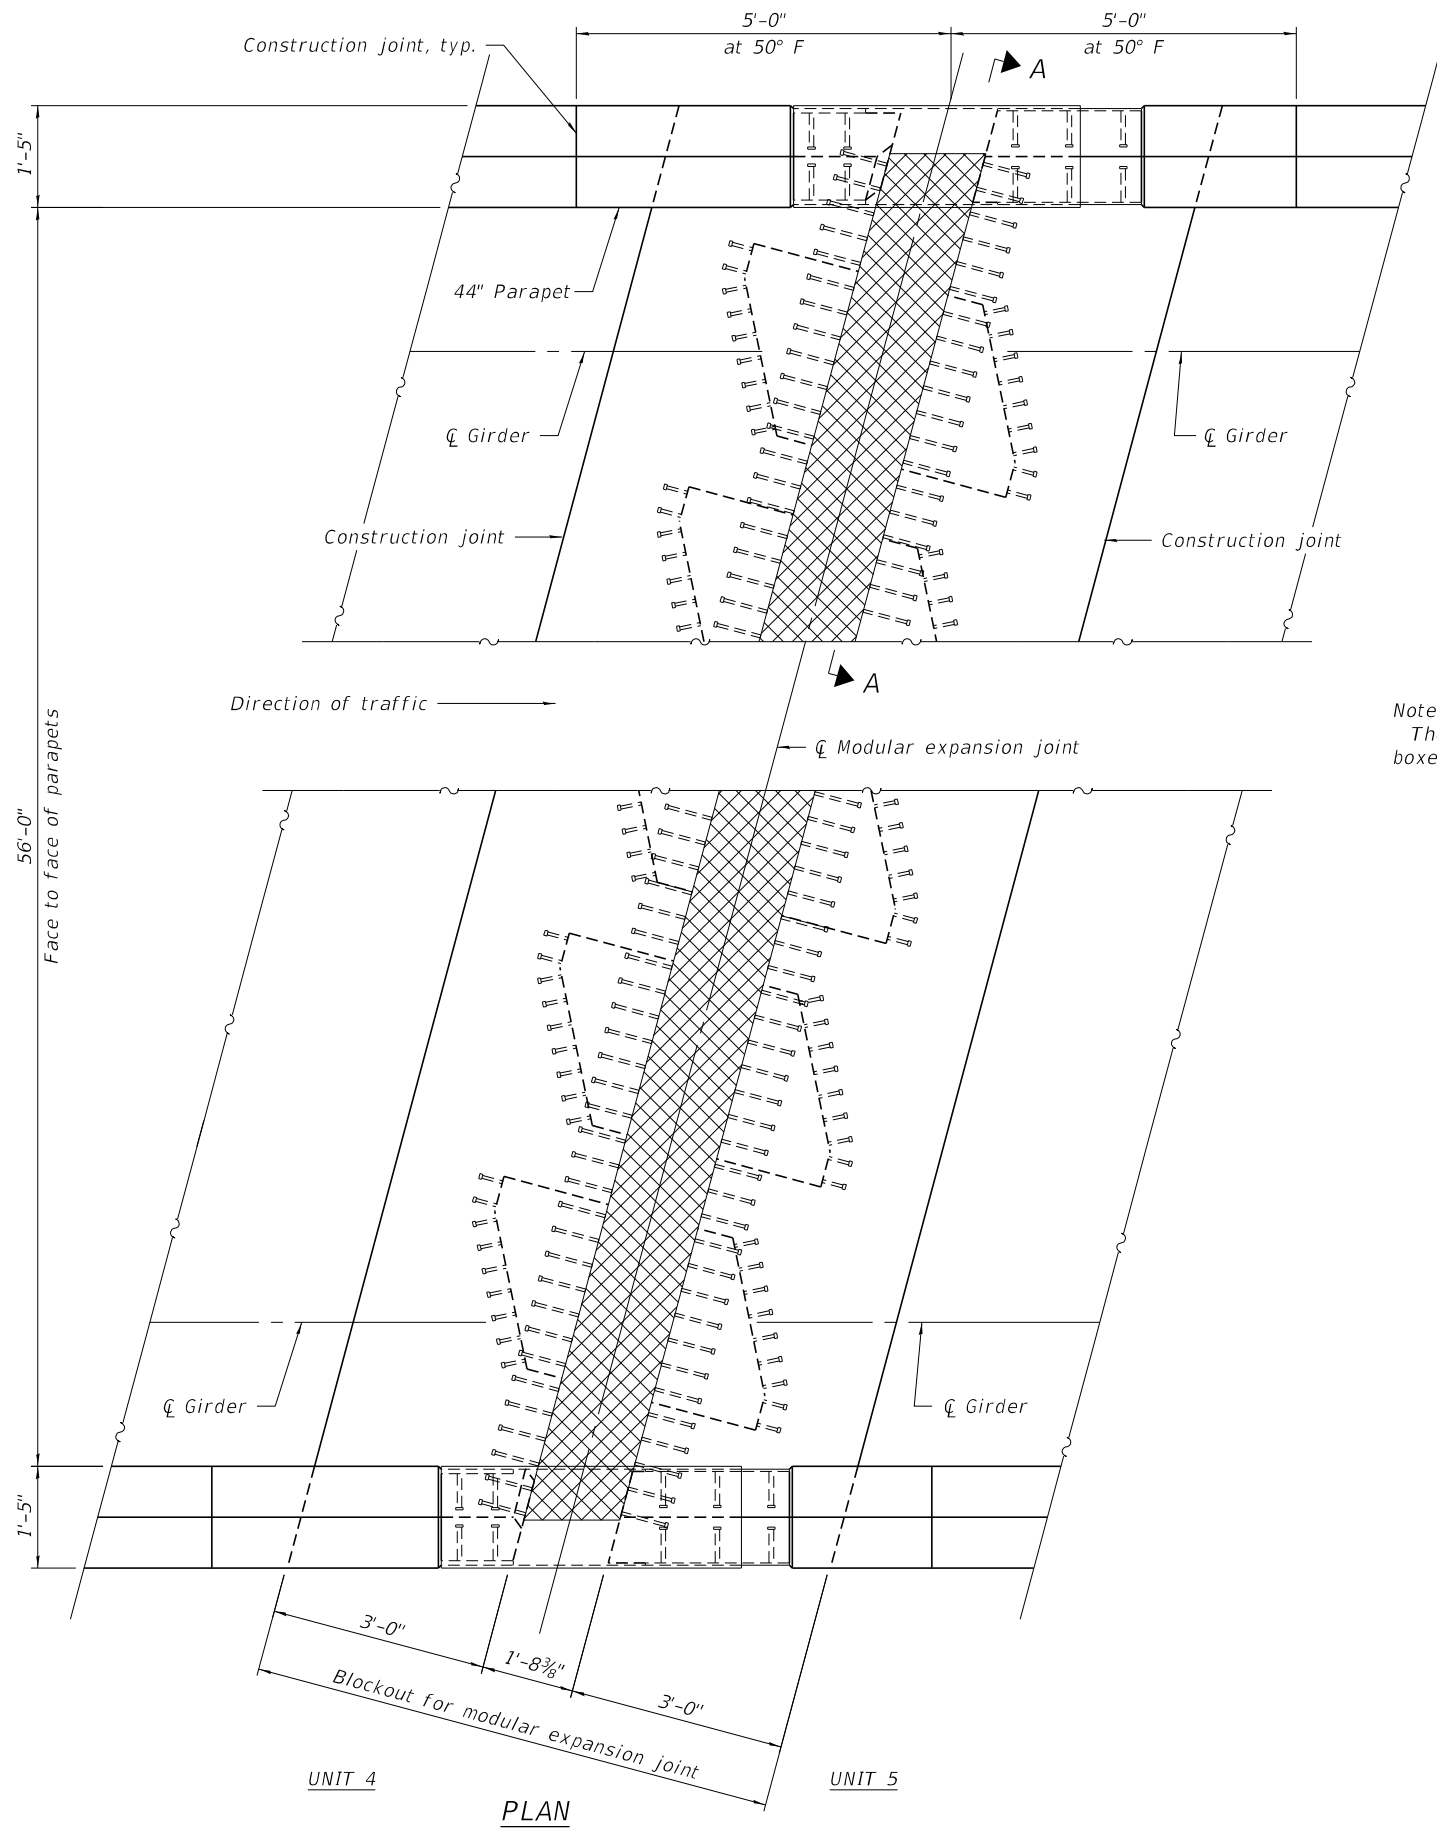 5'-0"
at 50° F
5'-0"
at 50° F
Construction joint, typ.
A
1'-5"
44" Parapet
℄ Girder
℄ Girder
Construction joint
Construction joint
A
Direction of traffic
Note
Th
boxe
℄ Modular expansion joint
56'-0"
Face to face of parapets
℄ Girder
℄ Girder
1'-5"
3'-0"
1'-8⅜"
3'-0"
Blockout for modular expansion joint
UNIT 4
UNIT 5
PLAN